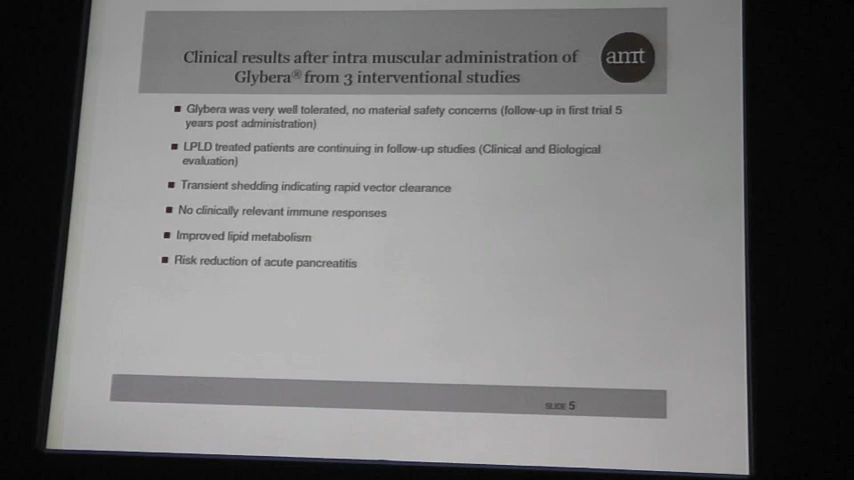 Clinical results after intra muscular administration of
Glybera® from 3 interventional studies
amt
■ Glybera was very well tolerated, no material safety concerns (follow-up in first trial 5
years post administration)
■ LPLD treated patients are continuing in follow-up studies (Clinical and Biological
evaluation)
■ Transient shedding indicating rapid vector clearance
■ No clinically relevant immune responses
■ Improved lipid metabolism
■ Risk reduction of acute pancreatitis
SLIDE 5